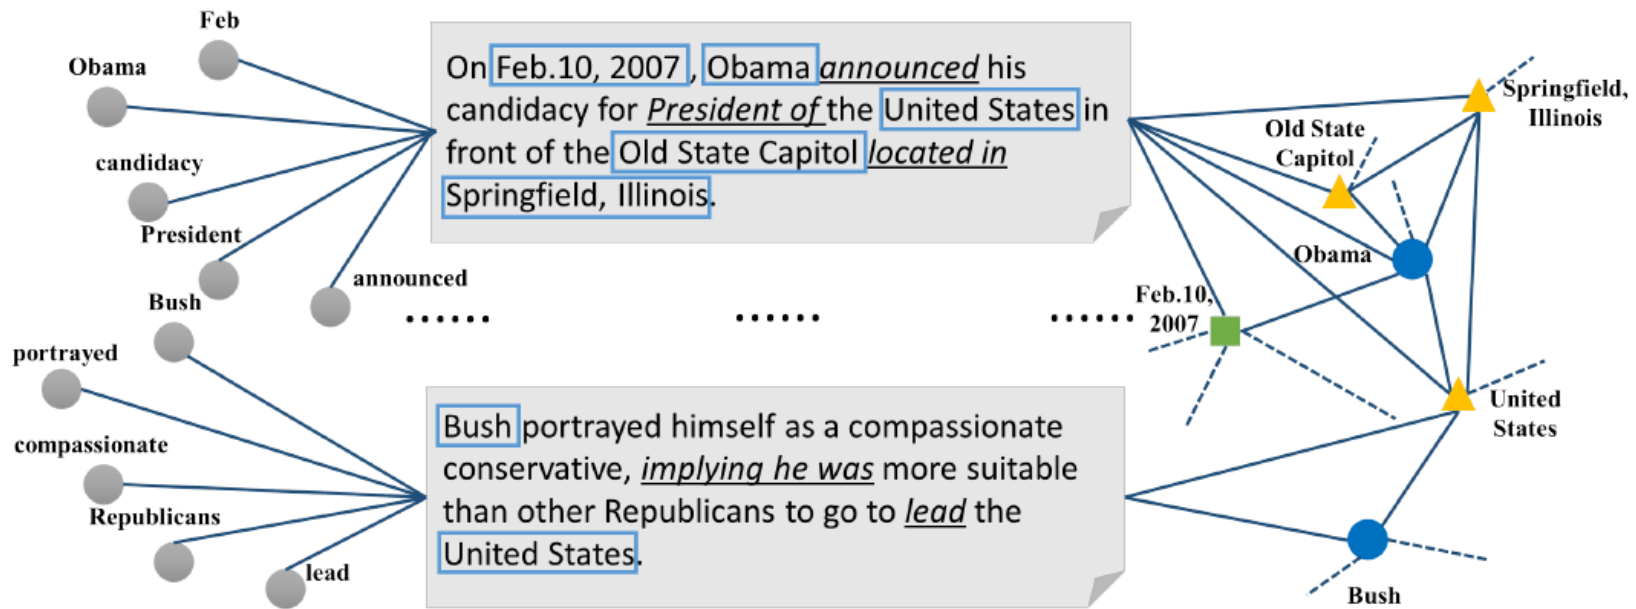 Feb
Obama
candidacy
President
announced
Bush
portrayed
compassionate
Republicans
lead
On Feb.10, 2007 , Obama announced his
candidacy for President of the United States in
front of the Old State Capitol located in
Springfield, Illinois.
......
......
......
Bush portrayed himself as a compassionate
conservative, implying he was more suitable
than other Republicans to go to lead the
United States.
Springfield,
Illinois
Old State
Capitol
Obama
Feb.10,
2007
United
States
Bush